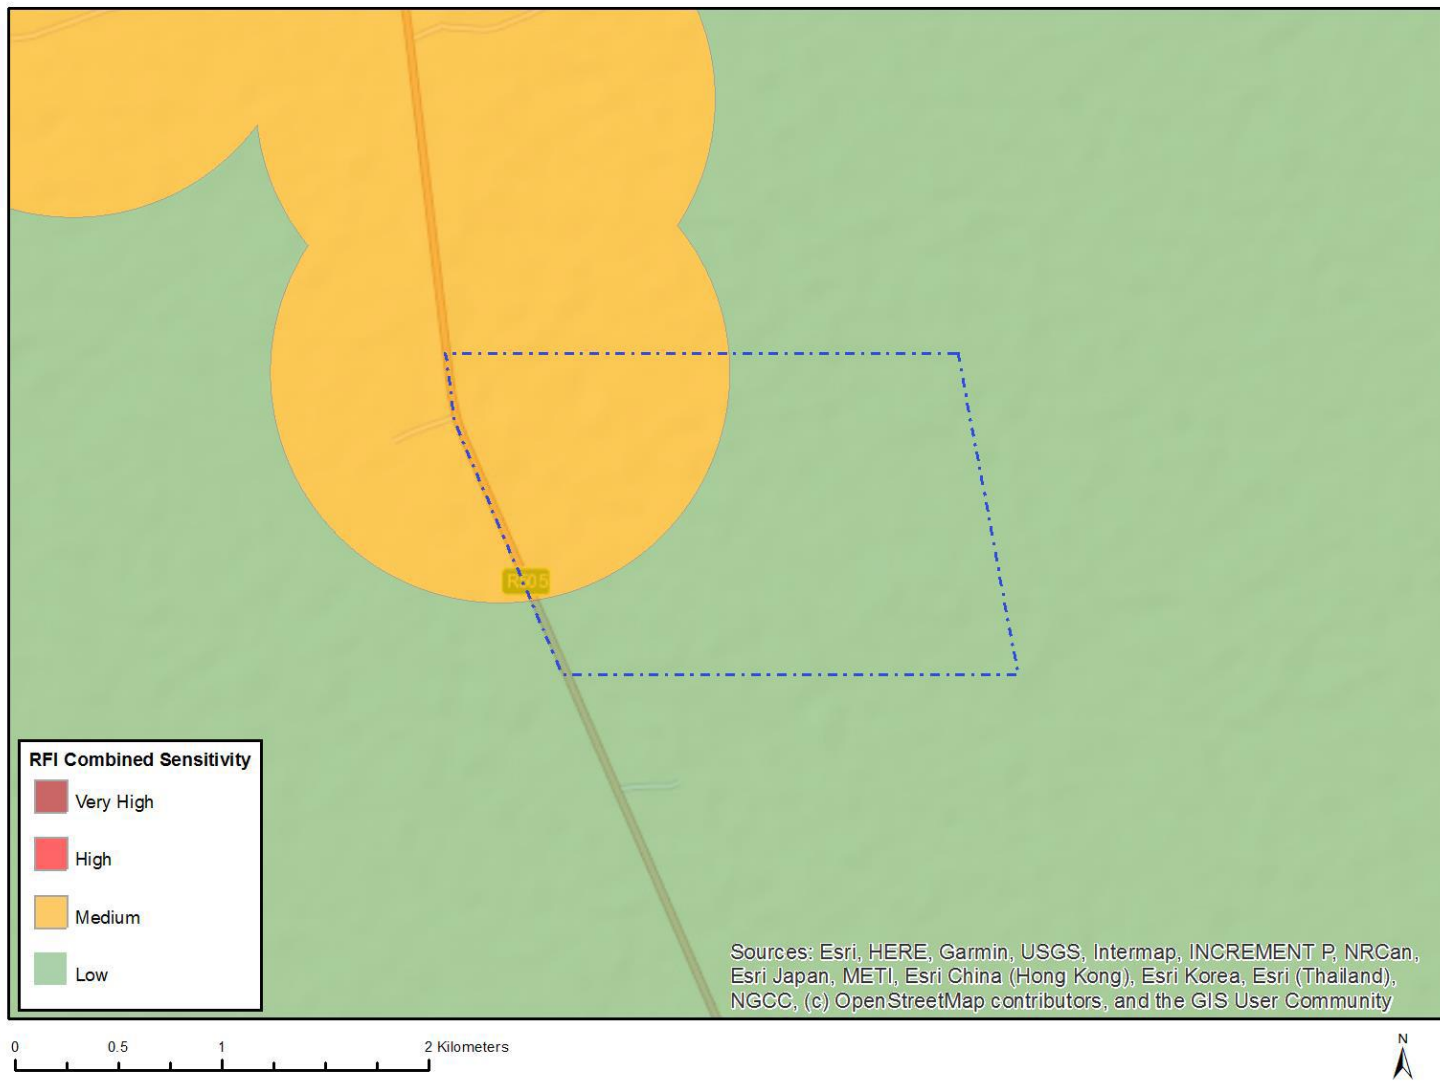 RFI Combined Sensitivity
Very High
High
Medium
Low
Sources: Esri, HERE, Garmin, USGS, Intermap, INCREMENT P, NRCan,
Esri Japan, METI, Esri China (Hong Kong), Esri Korea, Esri (Thailand),
NGCC, (c) OpenStreetMap contributors, and the GIS User Community
0 0.5 1 2 Kilometers
N